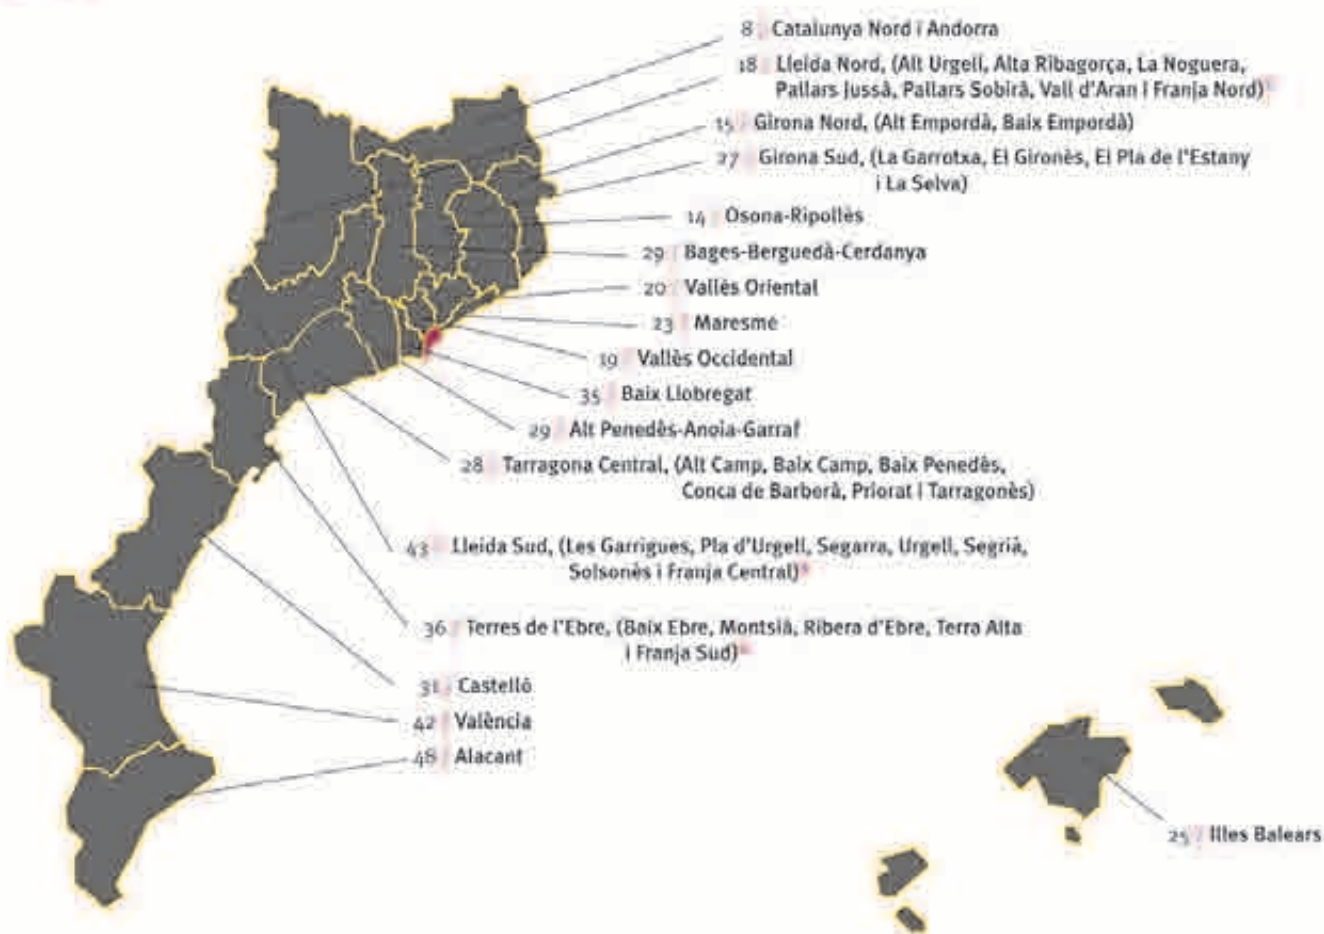 8 / Catalunya Nord i Andorra
18 / Lleida Nord, (Alt Urgell, Alta Ribagorça, La Noguera,
Pallars Jussà, Pallars Sobirà, Vall d'Aran i Franja Nord)
15 / Girona Nord, (Alt Empordà, Baix Empordà)
27 / Girona Sud, (La Garrotxa, El Gironès, El Pla de l'Estany
i La Selva)
14 / Osona-Ripollès
29 / Bages-Berguedà-Cerdanya
20 / Vallès Oriental
23 / Maresme
19 / Vallès Occidental
35 / Baix Llobregat
29 / Alt Penedès-Anoia-Garraf
28 / Tarragona Central, (Alt Camp, Baix Camp, Baix Penedès,
Conca de Barberà, Priorat i Tarragonès)
43 / Lleida Sud, (Les Garrigues, Pla d'Urgell, Segarra, Urgell, Segrià,
Solsonès i Franja Central)*
36 / Terres de l'Ebre, (Baix Ebre, Montsià, Ribera d'Ebre, Terra Alta
i Franja Sud)
31 / Castelló
42 / València
48 / Alacant
25 / Illes Balears